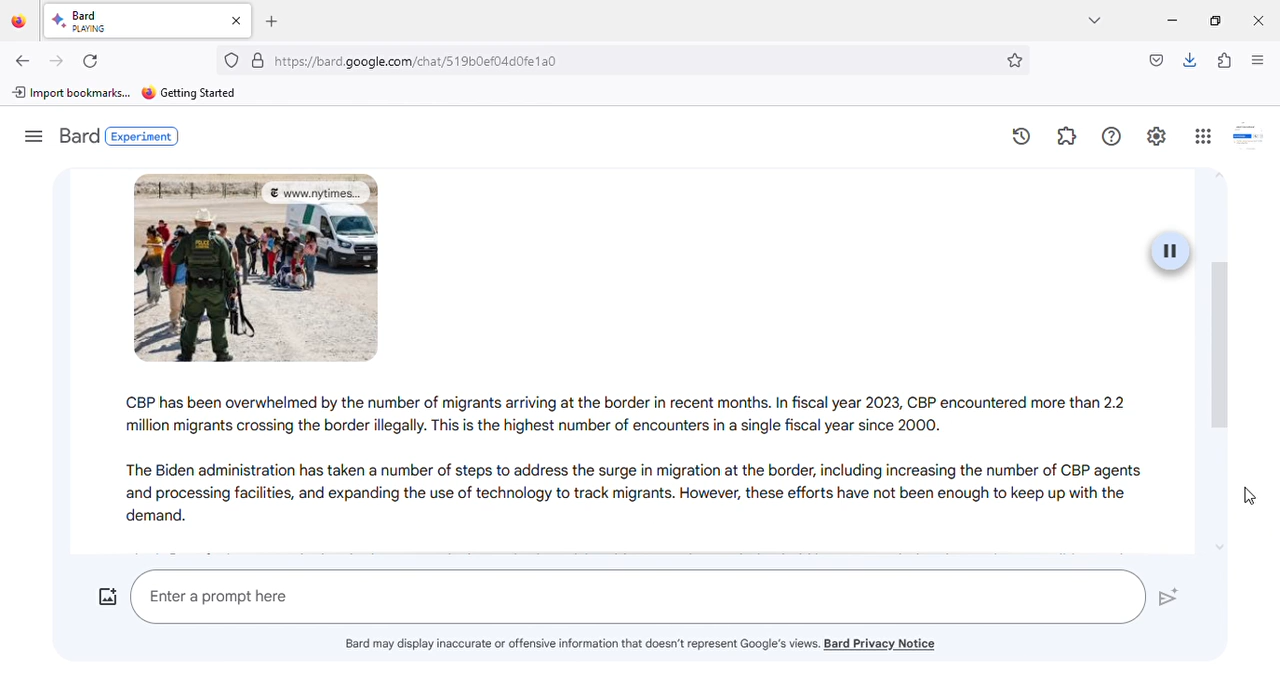 Bard
PLAYING
https://bard.google.com/chat/519b0ef04d0fe1a0
Import bookmarks...
Getting Started
Bard Experiment
www.nytimes...
POLICE
CBP has been overwhelmed by the number of migrants arriving at the border in recent months. In fiscal year 2023, CBP encountered more than 2.2
million migrants crossing the border illegally. This is the highest number of encounters in a single fiscal year since 2000.
The Biden administration has taken a number of steps to address the surge in migration at the border, including increasing the number of CBP agents
and processing facilities, and expanding the use of technology to track migrants. However, these efforts have not been enough to keep up with the
demand.
Enter a prompt here
Bard may display inaccurate or offensive information that doesn't represent Google's views. Bard Privacy Notice